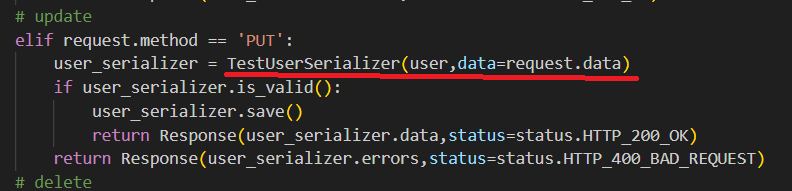 # update
elif request.method == 'PUT':
user_serializer = TestUserSerializer(user,data=request.data)
if user_serializer.is_valid():
user_serializer.save()
return Response(user_serializer.data,status=status.HTTP_200_OK)
return Response(user_serializer.errors,status=status.HTTP_400_BAD_REQUEST)
# delete